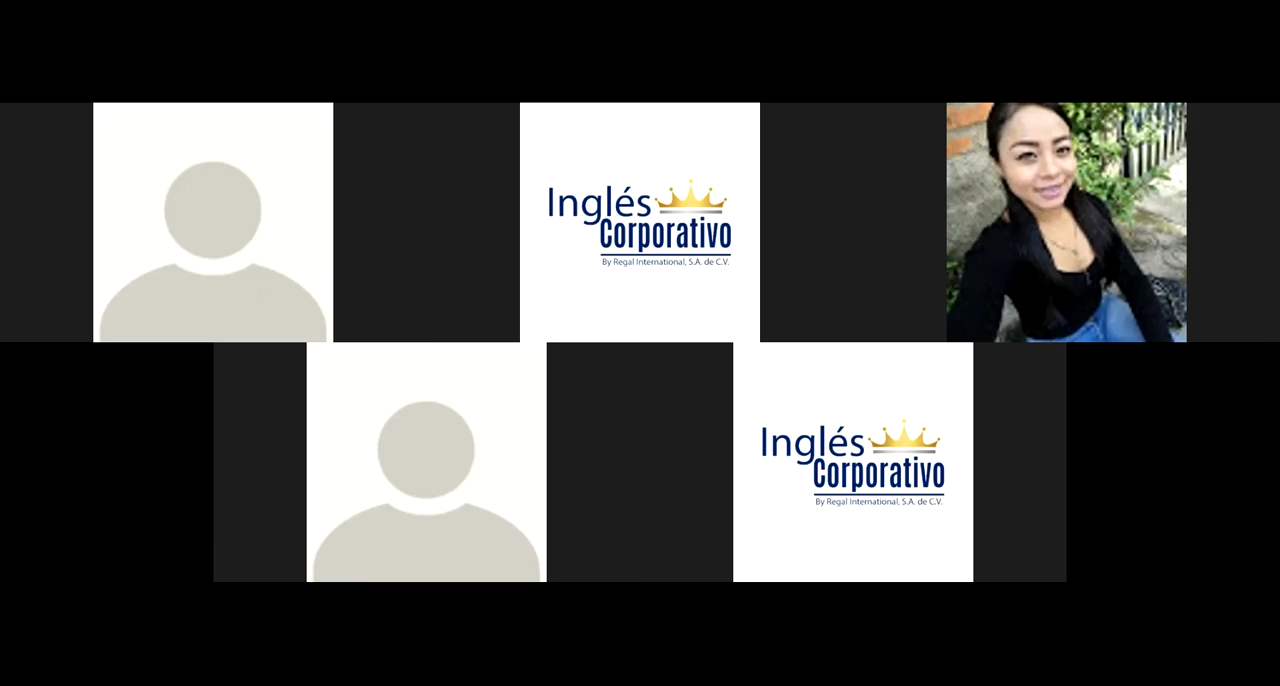 Inglés
Corporativo
By Regal International, S.A. de C.V.
Inglés
Corporativo
By Regal International, S.A. de C.V.